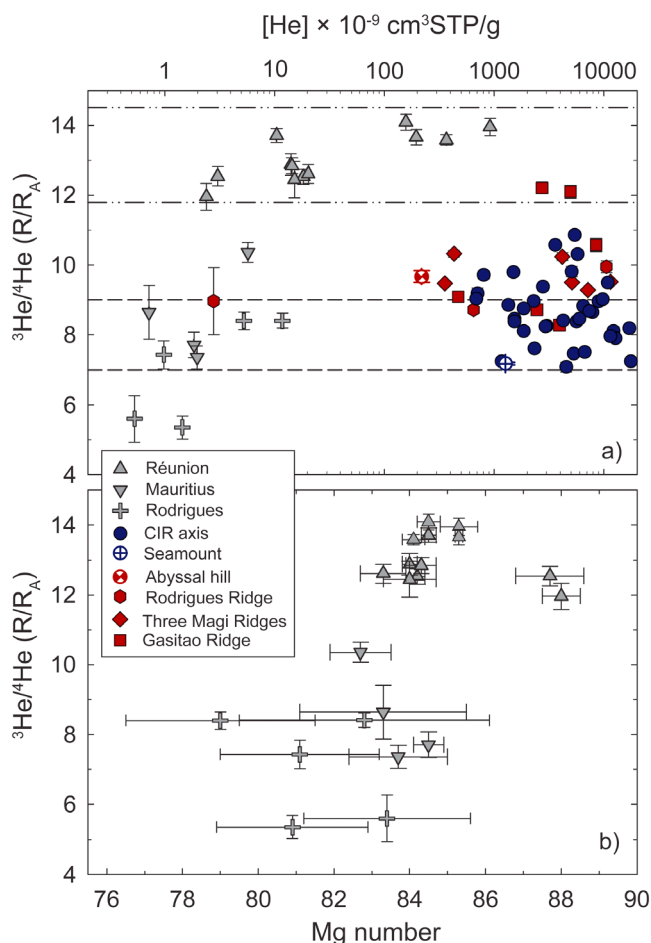 [He] × 10⁻⁹ cm³STP/g
1 10 100 1000 10000
14
12
10
8
6
4
³He/⁴He (R/R_A)
a)
Réunion
Mauritius
Rodrigues
CIR axis
Seamount
Abyssal hill
Rodrigues Ridge
Three Magi Ridges
Gasitao Ridge
14
12
10
8
6
4
³He/⁴He (R/R_A)
b)
76 78 80 82 84 86 88 90
Mg number